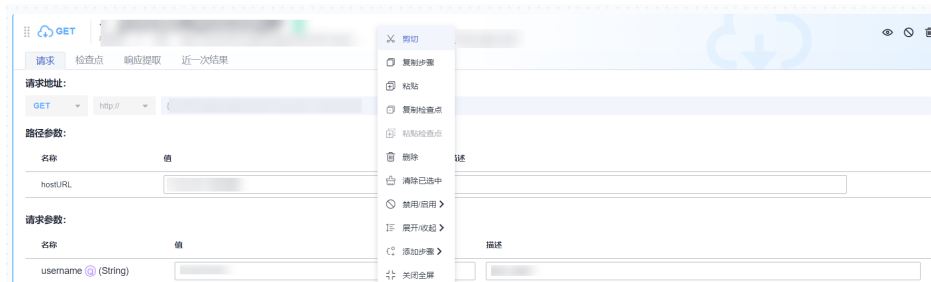 GET
请求 检查点 响应提取 近一次结果
请求地址:
GET http://
路径参数:
名称 值 描述
hostURL
请求参数:
名称 值 描述
username @ (String)
剪切
复制步骤
粘贴
复制检查点
粘贴检查点
删除
清除已选中
禁用/启用
展开/收起
添加步骤
关闭全屏